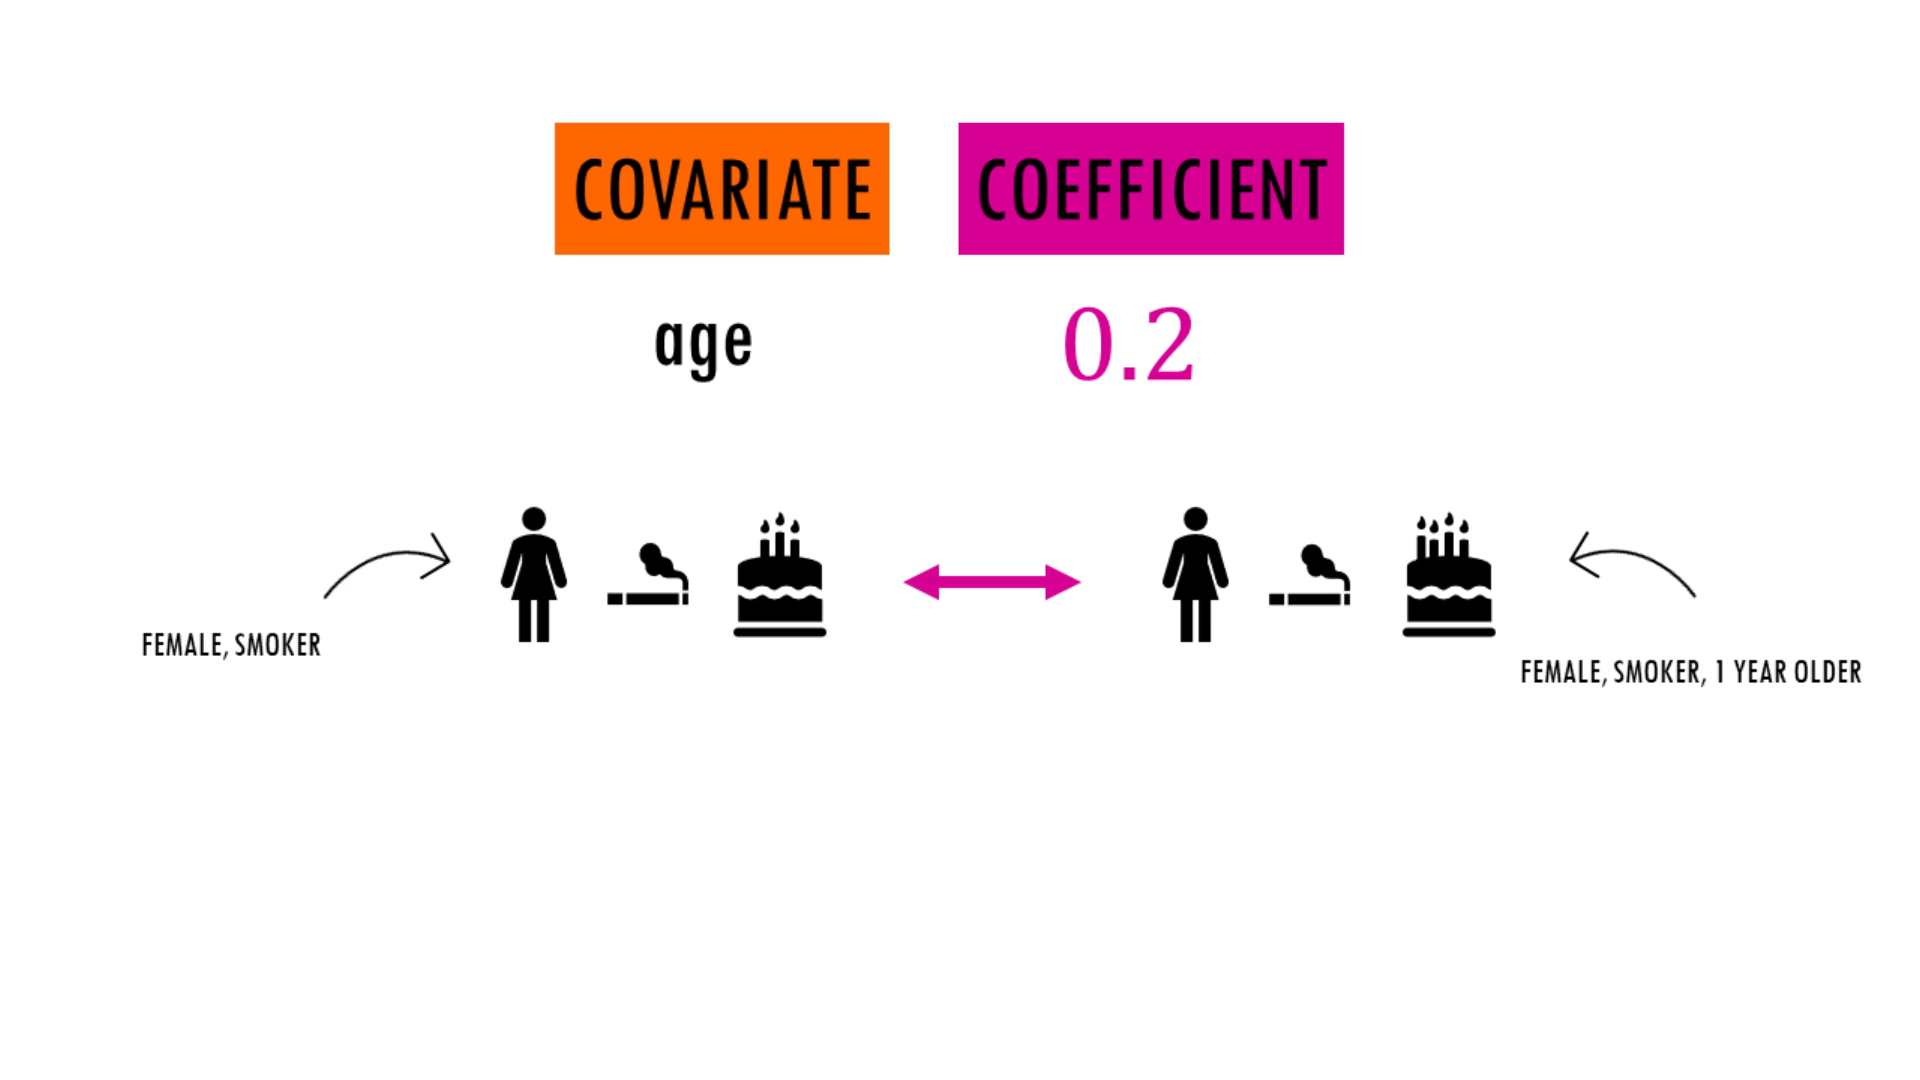 COVARIATE COEFFICIENT
age 0.2
FEMALE, SMOKER
FEMALE, SMOKER, 1 YEAR OLDER